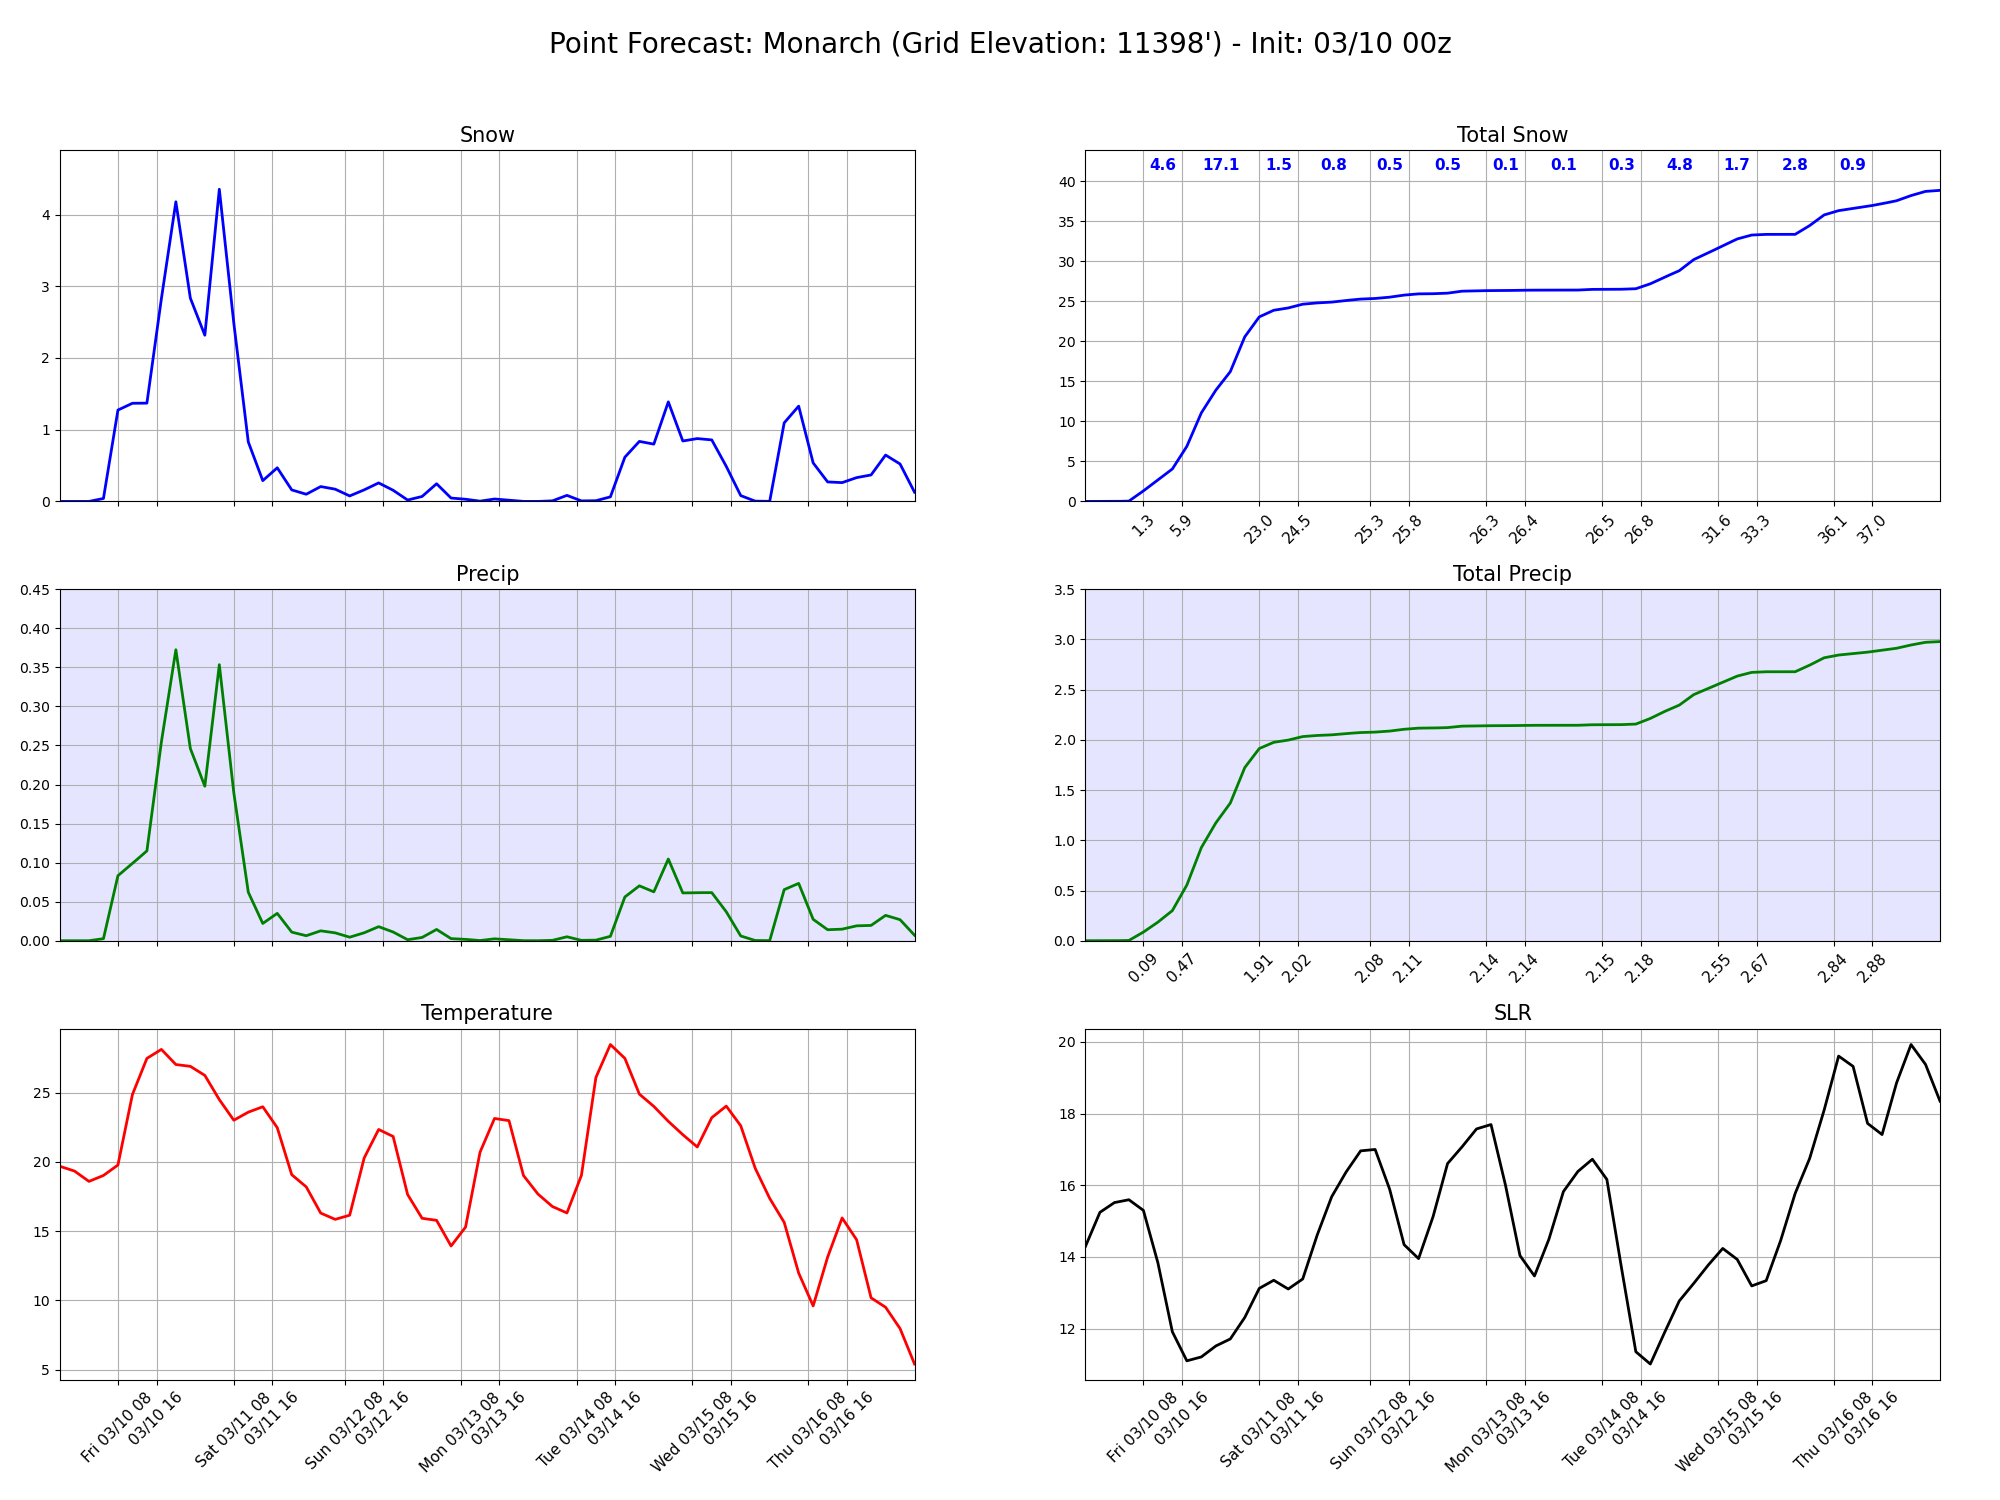 Point Forecast: Monarch (Grid Elevation: 11398') - Init: 03/10 00z
Snow
4
3
2
1
0
Total Snow
4.6 17.1 1.5 0.8 0.5 0.5 0.1 0.1 0.3 4.8 1.7 2.8 0.9
40
35
30
25
20
15
10
5
0
1.3 5.9 23.0 24.5 25.3 25.8 26.3 26.4 26.5 26.8 31.6 33.3 36.1 37.0
Precip
0.45
0.40
0.35
0.30
0.25
0.20
0.15
0.10
0.05
0.00
Total Precip
3.5
3.0
2.5
2.0
1.5
1.0
0.5
0.0
0.09 0.47 1.91 2.02 2.08 2.11 2.14 2.14 2.15 2.18 2.55 2.67 2.84 2.88
Temperature
25
20
15
10
5
Fri 03/10 08
03/10 16
Sat 03/11 08
03/11 16
Sun 03/12 08
03/12 16
Mon 03/13 08
03/13 16
Tue 03/14 08
03/14 16
Wed 03/15 08
03/15 16
Thu 03/16 08
03/16 16
SLR
20
18
16
14
12
Fri 03/10 08
03/10 16
Sat 03/11 08
03/11 16
Sun 03/12 08
03/12 16
Mon 03/13 08
03/13 16
Tue 03/14 08
03/14 16
Wed 03/15 08
03/15 16
Thu 03/16 08
03/16 16